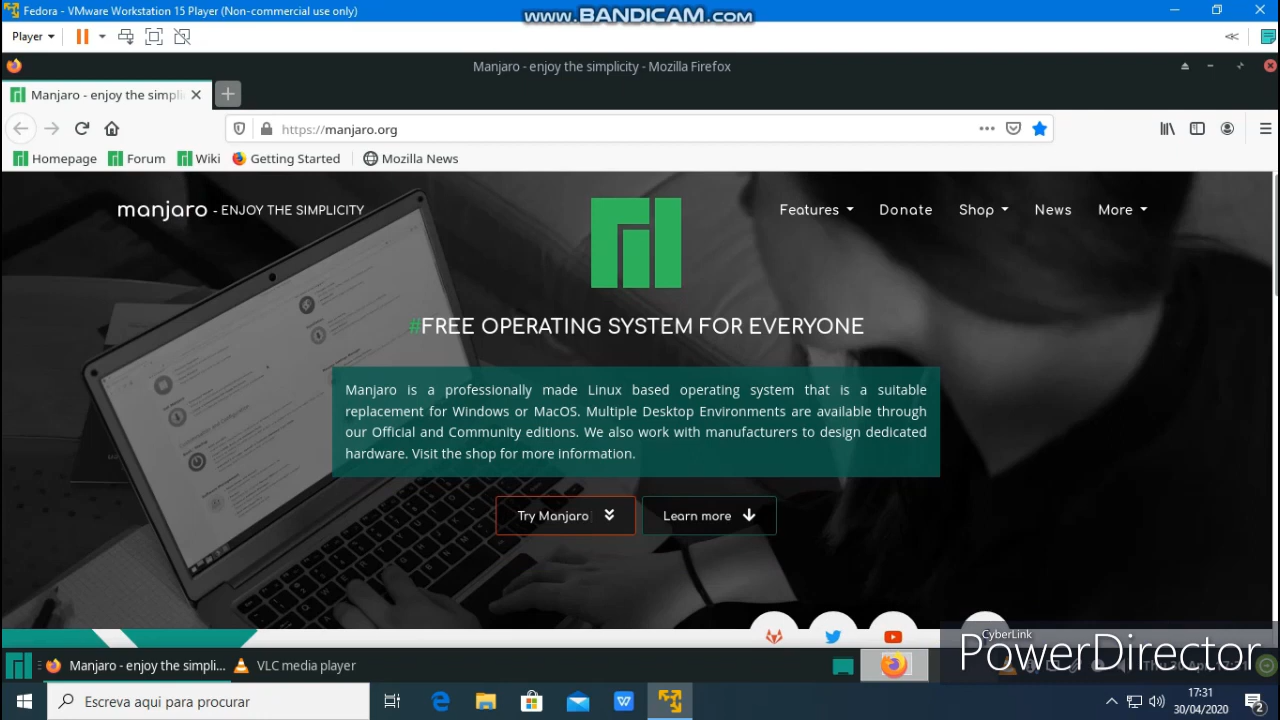 Fedora - VMware Workstation 15 Player (Non-commercial use only)
www.BANDICAM.com
Player
Manjaro - enjoy the simplicity - Mozilla Firefox
Manjaro - enjoy the simpli
https://manjaro.org
Homepage Forum Wiki Getting Started Mozilla News
manjaro - ENJOY THE SIMPLICITY
Features Donate Shop News More
#FREE OPERATING SYSTEM FOR EVERYONE
Manjaro is a professionally made Linux based operating system that is a suitable
replacement for Windows or MacOS. Multiple Desktop Environments are available through
our Official and Community editions. We also work with manufacturers to design dedicated
hardware. Visit the shop for more information.
Try Manjaro Learn more
CyberLink
PowerDirector
Manjaro - enjoy the simpli... VLC media player
Escreva aqui para procurar
17:31
30/04/2020
2